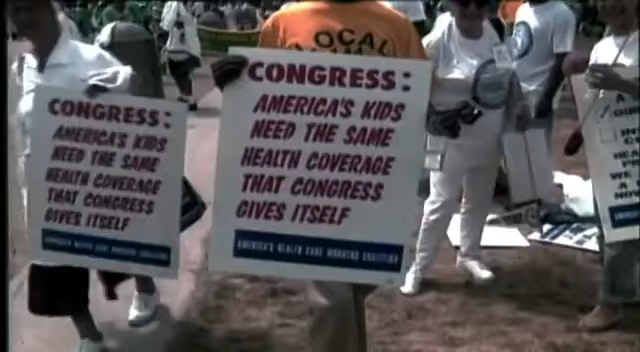 LOCAL
CONGRESS:
AMERICA'S KIDS
NEED THE SAME
HEALTH COVERAGE
THAT CONGRESS
GIVES ITSELF
CONGRESS:
AMERICA'S KIDS
NEED THE SAME
HEALTH COVERAGE
THAT CONGRESS
GIVES ITSELF
AMERICA'S HEALTH CARE WORKERS COALITION